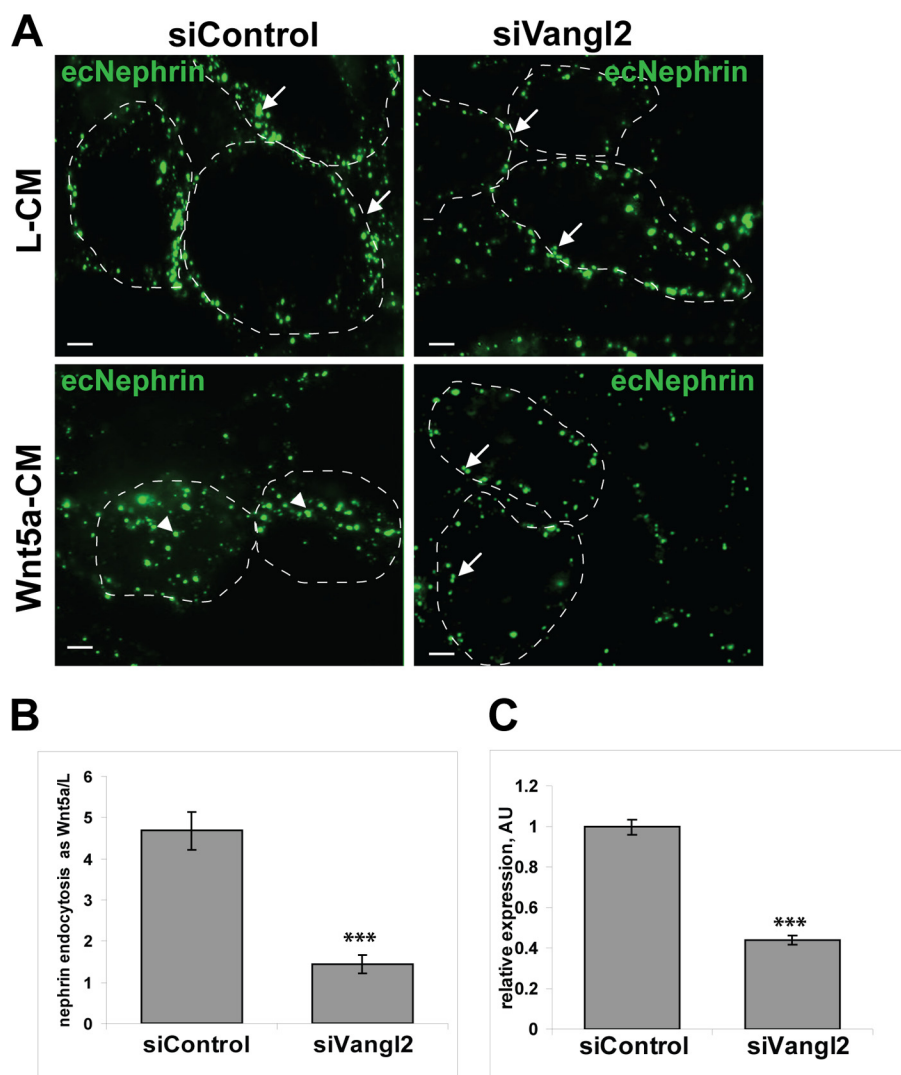 A
siControl
siVangl2
ecNephrin
ecNephrin
L-CM
ecNephrin
ecNephrin
Wnt5a-CM
B
nephrin endocytosis as Wnt5a/L
6
5
4
3
2
1
0
***
siControl
siVangl2
C
relative expression, AU
1.2
1
0.8
0.6
0.4
0.2
0
***
siControl
siVangl2